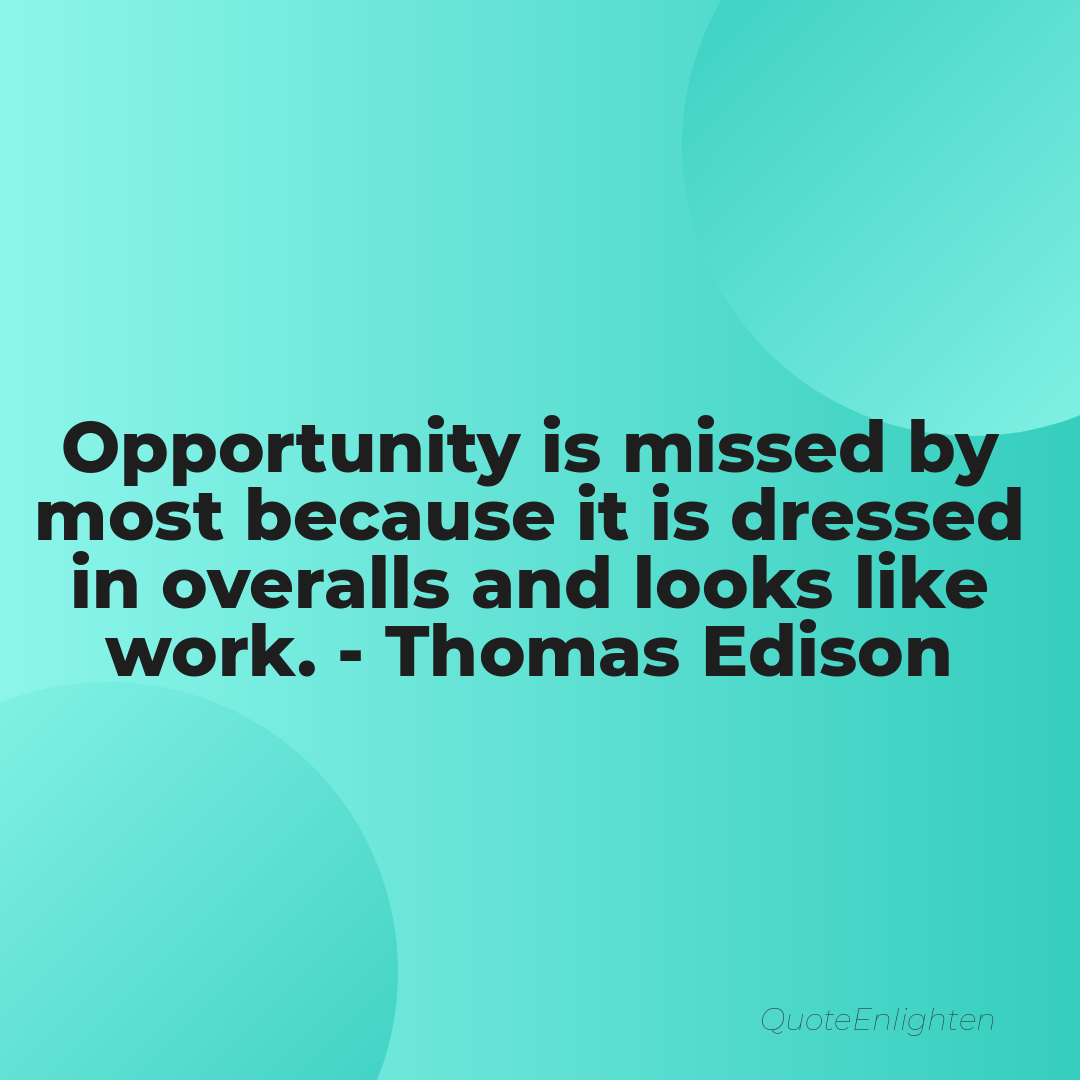 Opportunity is missed by
most because it is dressed
in overalls and looks like
work. - Thomas Edison
QuoteEnlighten